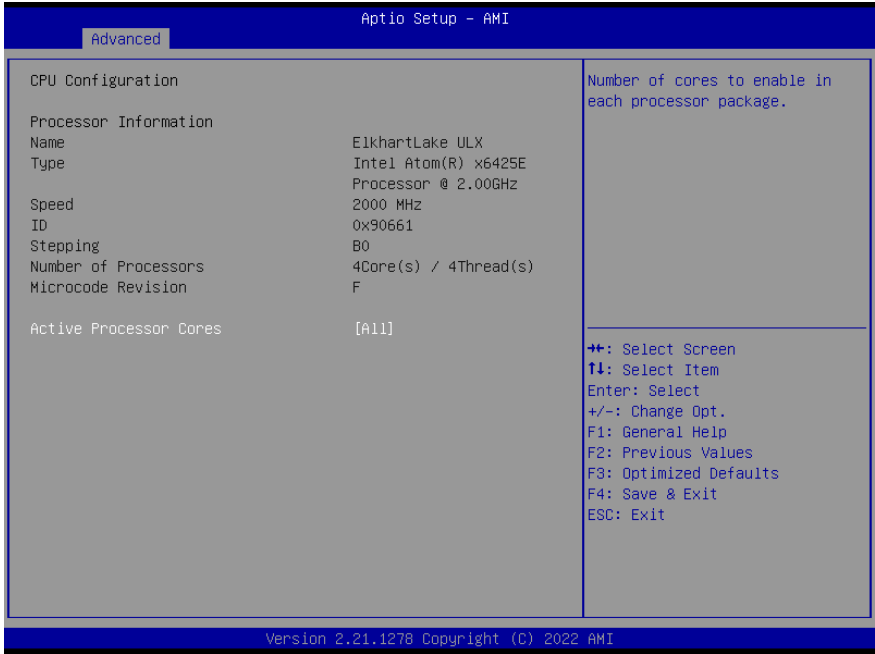 Aptio Setup – AMI
Advanced
CPU Configuration
Processor Information
Name ElkhartLake ULX
Type Intel Atom(R) x6425E
Processor @ 2.00GHz
Speed 2000 MHz
ID 0x90661
Stepping B0
Number of Processors 4Core(s) / 4Thread(s)
Microcode Revision F
Active Processor Cores [All]
Number of cores to enable in
each processor package.
→←: Select Screen
↑↓: Select Item
Enter: Select
+/-: Change Opt.
F1: General Help
F2: Previous Values
F3: Optimized Defaults
F4: Save & Exit
ESC: Exit
Version 2.21.1278 Copyright (C) 2022 AMI